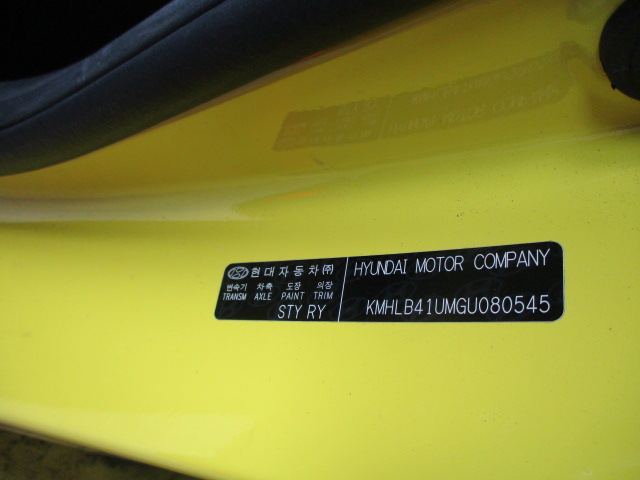 현대자동차㈜
변속기 차축 도장 의장
TRANSM AXLE PAINT TRIM
STY RY
HYUNDAI MOTOR COMPANY
KMHLB41UMGU080545